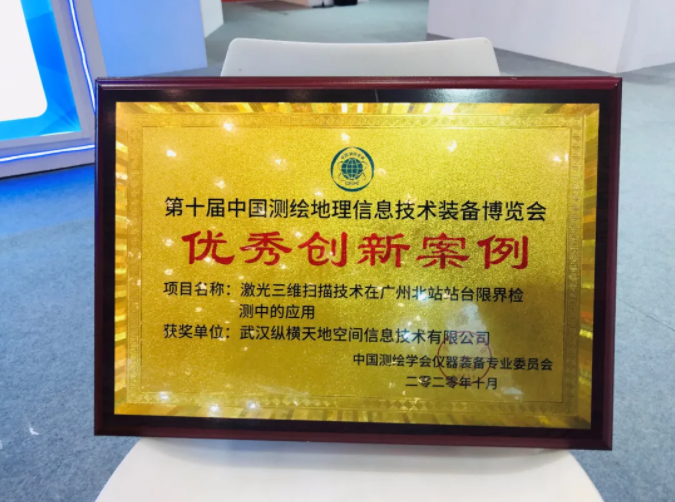 第十届中国测绘地理信息技术装备博览会
优秀创新案例
项目名称：激光三维扫描技术在广州北站站台限界检
测中的应用
获奖单位：武汉纵横天地空间信息技术有限公司
中国测绘学会仪器装备专业委员会
二零二零年十月